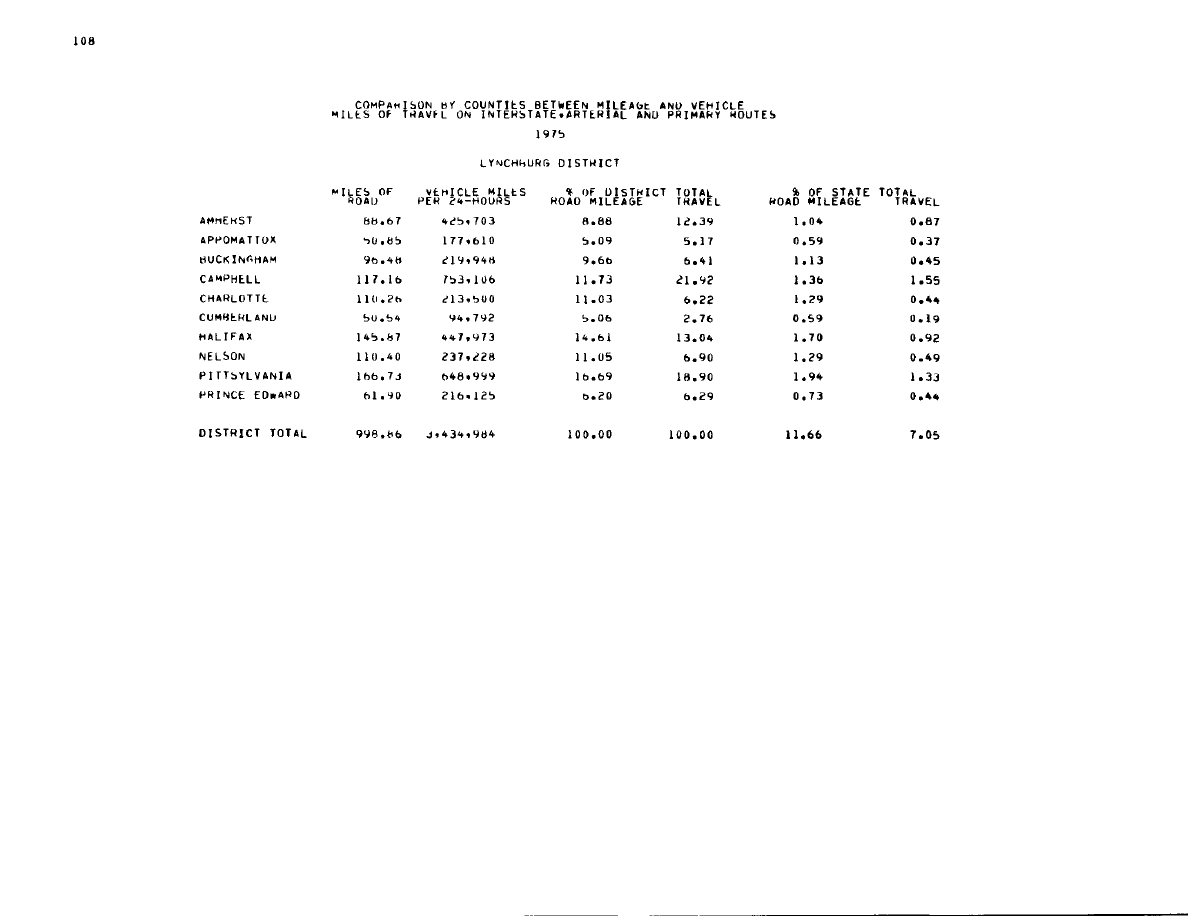 108
COMPARISON BY COUNTIES BETWEEN MILEAGE AND VEHICLE
MILES OF TRAVEL ON INTERSTATE,ARTERIAL AND PRIMARY ROUTES
1975
LYNCHBURG DISTRICT
MILES OF VEHICLE MILES % OF DISTRICT TOTAL % OF STATE TOTAL
ROAD PER 24-HOURS ROAD MILEAGE TRAVEL ROAD MILEAGE TRAVEL
AMHERST 88.67 425,703 8.88 12.39 1.04 0.87
APPOMATTOX 50.85 177,610 5.09 5.17 0.59 0.37
BUCKINGHAM 96.48 219,948 9.66 6.41 1.13 0.45
CAMPBELL 117.16 753,106 11.73 21.92 1.36 1.55
CHARLOTTE 110.26 213,500 11.03 6.22 1.29 0.44
CUMBERLAND 50.54 94,792 5.06 2.76 0.59 0.19
HALIFAX 145.87 447,973 14.61 13.04 1.70 0.92
NELSON 110.40 237,228 11.05 6.90 1.29 0.49
PITTSYLVANIA 166.73 648,999 16.69 18.90 1.94 1.33
PRINCE EDWARD 61.90 216,125 6.20 6.29 0.73 0.44
DISTRICT TOTAL 998.86 3,434,984 100.00 100.00 11.66 7.05